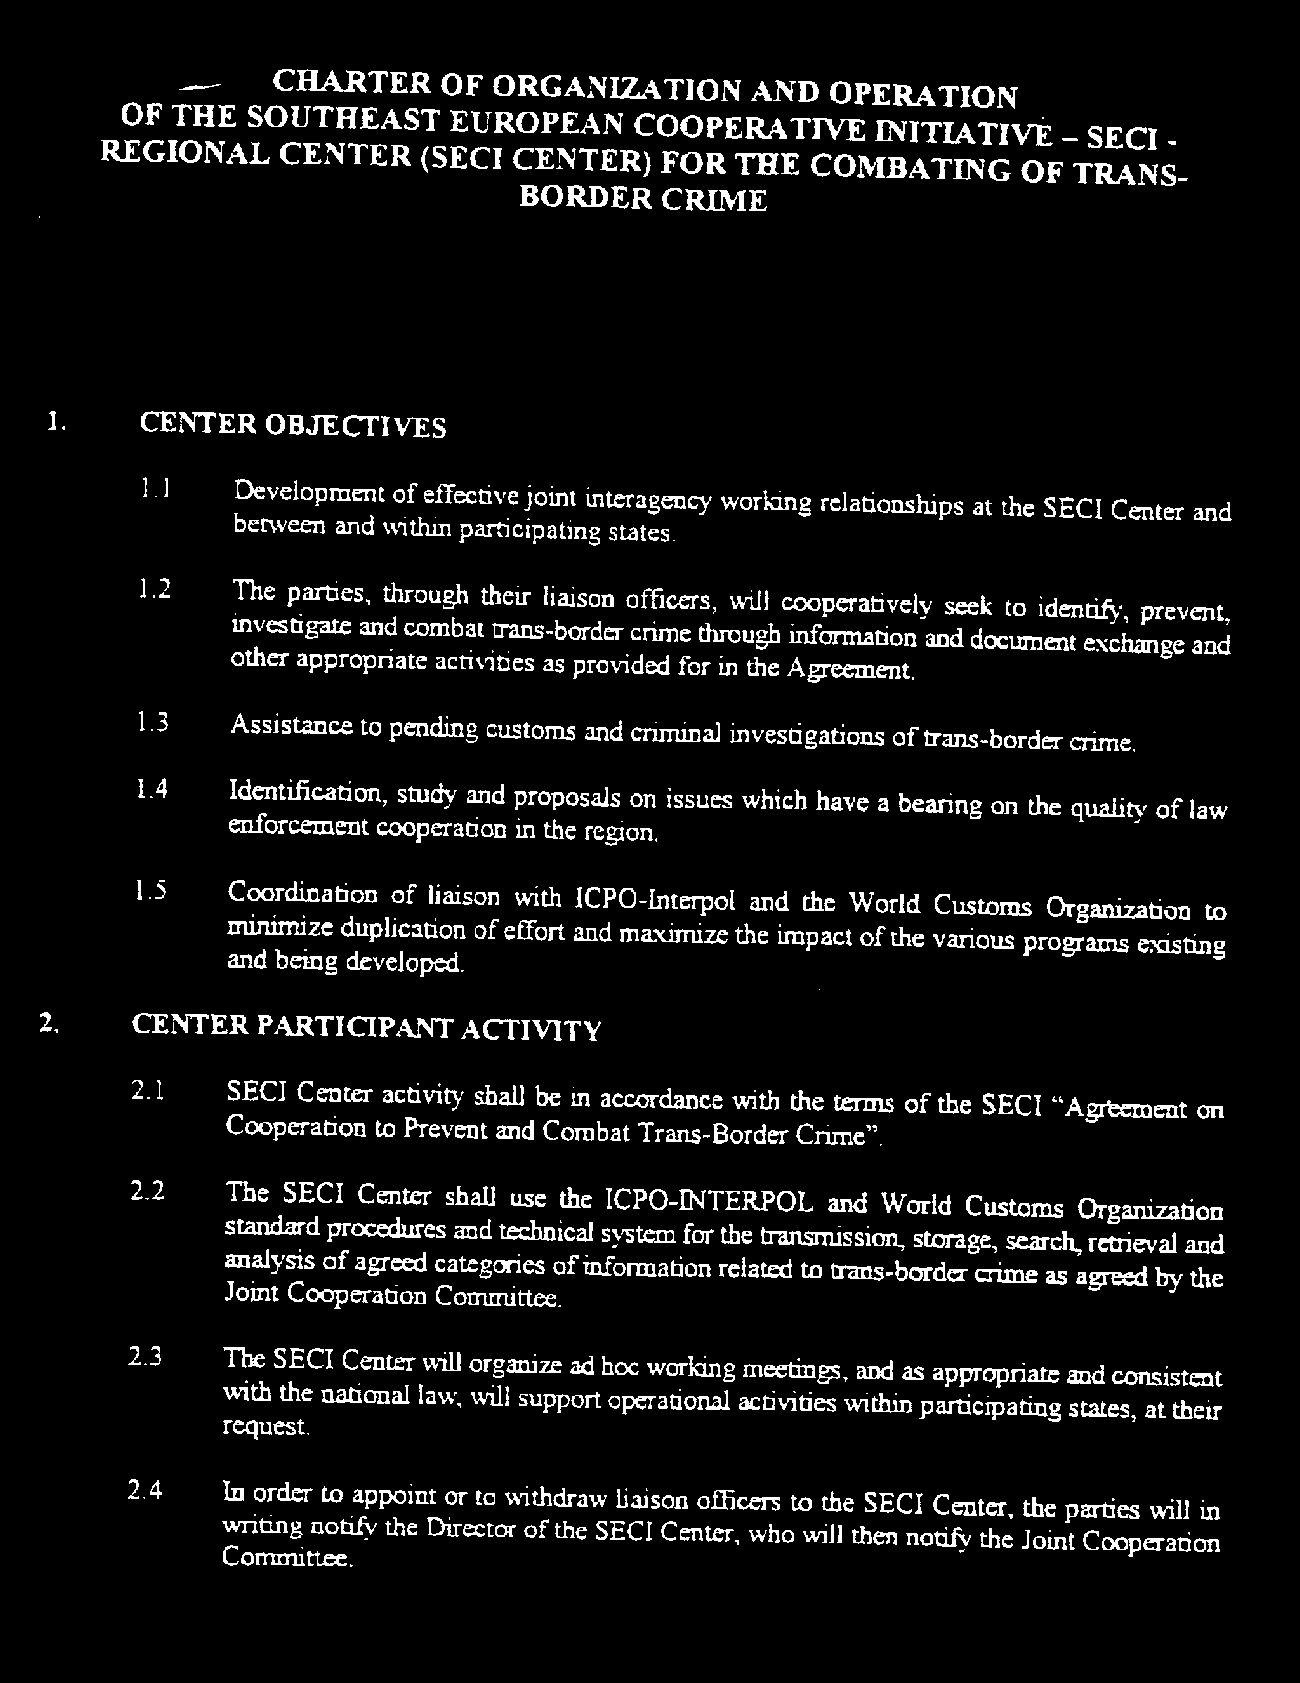 CHARTER OF ORGANIZATION AND OPERATION
OF THE SOUTHEAST EUROPEAN COOPERATIVE INITIATIVE – SECI -
REGIONAL CENTER (SECI CENTER) FOR THE COMBATING OF TRANS-
BORDER CRIME
1. CENTER OBJECTIVES
1.1 Development of effective joint interagency working relationships at the SECI Center and
between and within participating states.
1.2 The parties, through their liaison officers, will cooperatively seek to identify, prevent,
investigate and combat trans-border crime through information and document exchange and
other appropriate activities as provided for in the Agreement.
1.3 Assistance to pending customs and criminal investigations of trans-border crime.
1.4 Identification, study and proposals on issues which have a bearing on the quality of law
enforcement cooperation in the region.
1.5 Coordination of liaison with ICPO-Interpol and the World Customs Organization to
minimize duplication of effort and maximize the impact of the various programs existing
and being developed.
2. CENTER PARTICIPANT ACTIVITY
2.1 SECI Center activity shall be in accordance with the terms of the SECI “Agreement on
Cooperation to Prevent and Combat Trans-Border Crime”.
2.2 The SECI Center shall use the ICPO-INTERPOL and World Customs Organization
standard procedures and technical system for the transmission, storage, search, retrieval and
analysis of agreed categories of information related to trans-border crime as agreed by the
Joint Cooperation Committee.
2.3 The SECI Center will organize ad hoc working meetings, and as appropriate and consistent
with the national law, will support operational activities within participating states, at their
request.
2.4 In order to appoint or to withdraw liaison officers to the SECI Center, the parties will in
writing notify the Director of the SECI Center, who will then notify the Joint Cooperation
Committee.